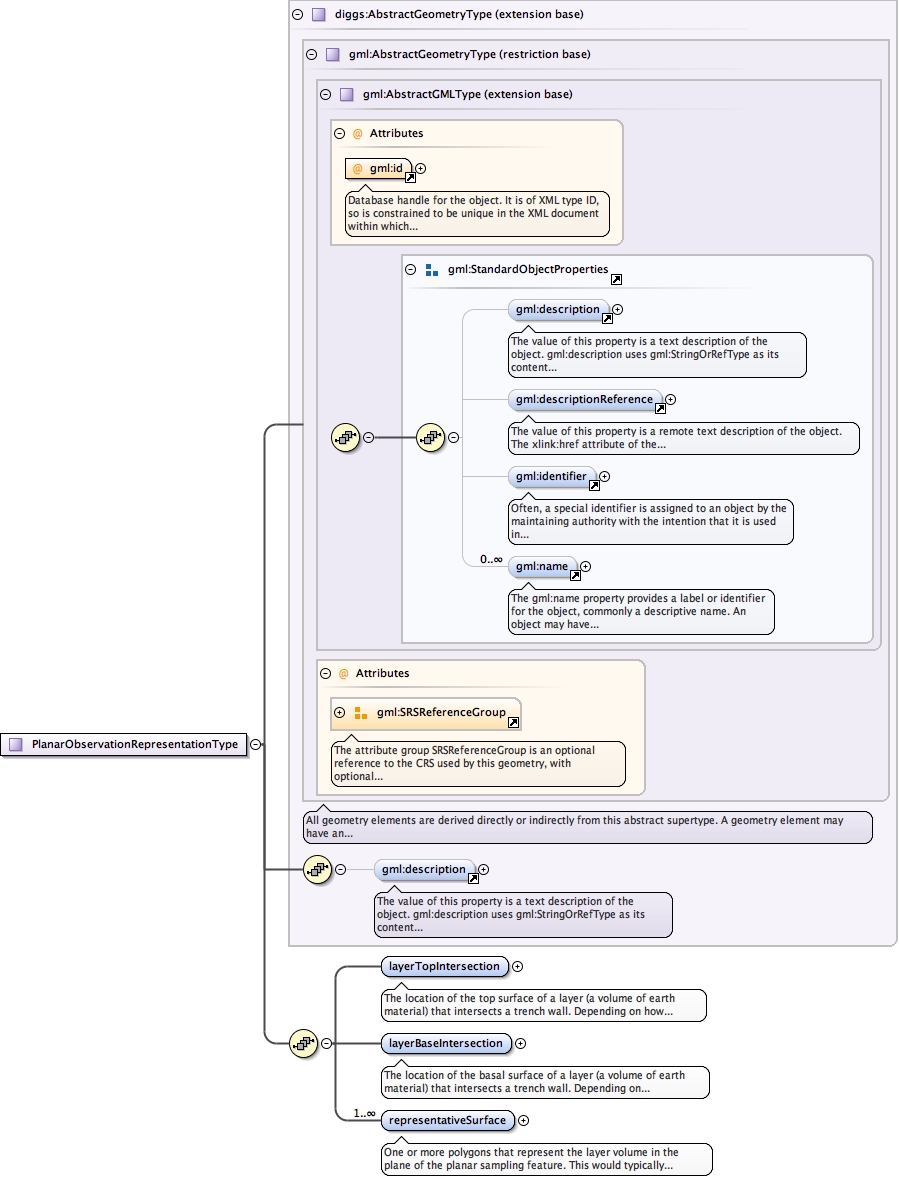 diggs:AbstractGeometryType (extension base)
gml:AbstractGeometryType (restriction base)
gml:AbstractGMLType (extension base)
@ Attributes
@ gml:id
Database handle for the object. It is of XML type ID,
so is constrained to be unique in the XML document
within which...
gml:StandardObjectProperties
gml:description
The value of this property is a text description of the
object. gml:description uses gml:StringOrRefType as its
content...
gml:descriptionReference
The value of this property is a remote text description of the object.
The xlink:href attribute of the...
gml:identifier
Often, a special identifier is assigned to an object by the
maintaining authority with the intention that it is used
in...
0..∞
gml:name
The gml:name property provides a label or identifier
for the object, commonly a descriptive name. An
object may have...
@ Attributes
gml:SRSReferenceGroup
The attribute group SRSReferenceGroup is an optional
reference to the CRS used by this geometry, with
optional...
PlanarObservationRepresentationType
All geometry elements are derived directly or indirectly from this abstract supertype. A geometry element may
have an...
gml:description
The value of this property is a text description of the
object. gml:description uses gml:StringOrRefType as its
content...
layerTopIntersection
The location of the top surface of a layer (a volume of earth
material) that intersects a trench wall. Depending on how...
layerBaseIntersection
The location of the basal surface of a layer (a volume of earth
material) that intersects a trench wall. Depending on...
1..∞
representativeSurface
One or more polygons that represent the layer volume in the
plane of the planar sampling feature. This would typically...